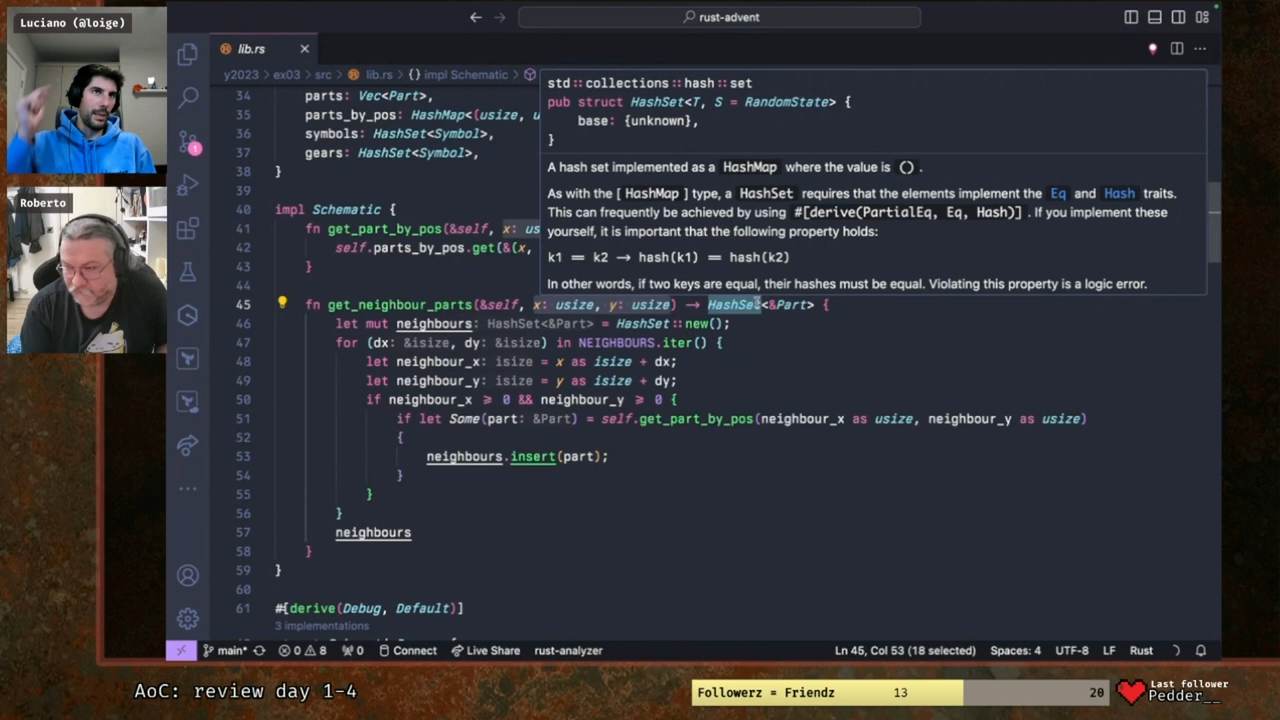 Luciano (@loige)
Roberto
rust-advent
lib.rs
y2023 > ex03 > src > lib.rs > {} impl Schematic >
34 parts: Vec<Part>,
35 parts_by_pos: HashMap<(usize, u
36 symbols: HashSet<Symbol>,
37 gears: HashSet<Symbol>,
38 }
39
40 impl Schematic {
41 fn get_part_by_pos(&self, x: us
42 self.parts_by_pos.get(&(x,
43 }
44
std::collections::hash::set
pub struct HashSet<T, S = RandomState> {
base: {unknown},
}
A hash set implemented as a HashMap where the value is ().
As with the [ HashMap ] type, a HashSet requires that the elements implement the Eq and Hash traits.
This can frequently be achieved by using #[derive(PartialEq, Eq, Hash)]. If you implement these
yourself, it is important that the following property holds:
k1 == k2 → hash(k1) == hash(k2)
In other words, if two keys are equal, their hashes must be equal. Violating this property is a logic error.
45 fn get_neighbour_parts(&self, x: usize, y: usize) → HashSet<&Part> {
46 let mut neighbours: HashSet<&Part> = HashSet::new();
47 for (dx: &isize, dy: &isize) in NEIGHBOURS.iter() {
48 let neighbour_x: isize = x as isize + dx;
49 let neighbour_y: isize = y as isize + dy;
50 if neighbour_x ≥ 0 && neighbour_y ≥ 0 {
51 if let Some(part: &Part) = self.get_part_by_pos(neighbour_x as usize, neighbour_y as usize)
52 {
53 neighbours.insert(part);
54 }
55 }
56 }
57 neighbours
58 }
59 }
60
61 #[derive(Debug, Default)]
3 implementations
1
main* 0 8 0 Connect Live Share rust-analyzer Ln 45, Col 53 (18 selected) Spaces: 4 UTF-8 LF Rust
AoC: review day 1-4
Followerz = Friendz 13 20
Last follower
Pedder__